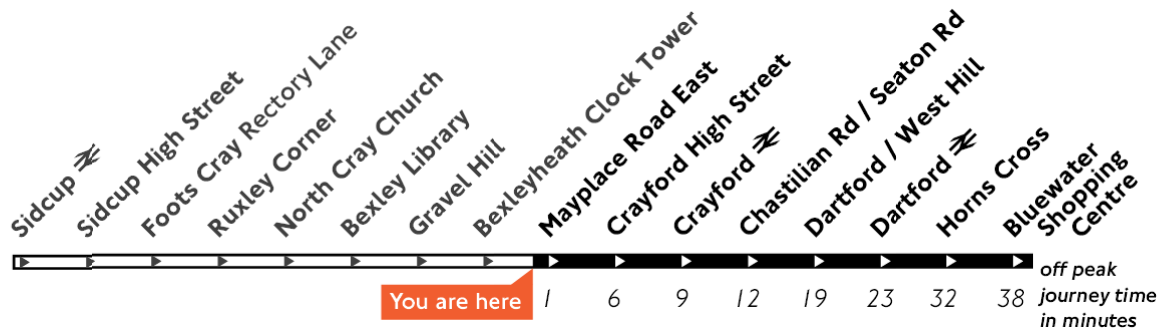 Sidcup
Sidcup High Street
Foots Cray Rectory Lane
Ruxley Corner
North Cray Church
Bexley Library
Gravel Hill
Bexleyheath Clock Tower
Mayplace Road East
Crayford High Street
Crayford
Chastilian Rd / Seaton Rd
Dartford / West Hill
Dartford
Horns Cross
Bluewater
Shopping
Centre
You are here
1 6 9 12 19 23 32 38
off peak
journey time
in minutes